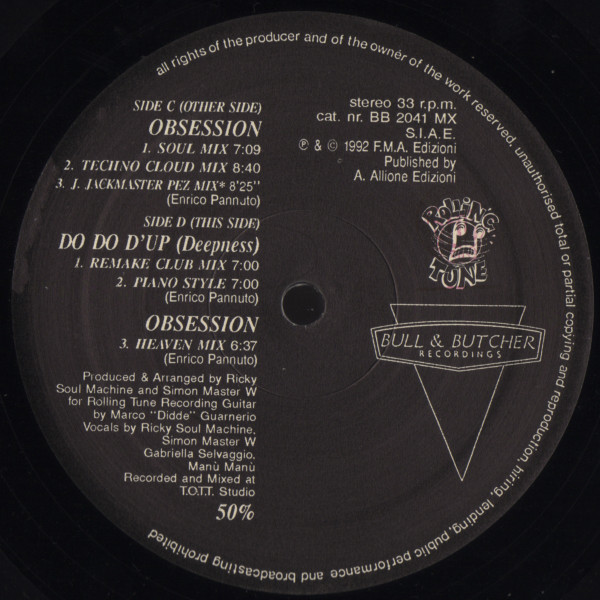 all rights of the producer and of the ownér of the work reserved, unauthorised total or partial copying and reproduction, hiring, lending, public performance and broadcasting prohibited
SIDE C (OTHER SIDE)
OBSESSION
1. SOUL MIX 7:09
2. TECHNO CLOUD MIX 8:40
3. J. JACKMASTER PEZ MIX* 8'25"
(Enrico Pannuto)
SIDE D (THIS SIDE)
DO DO D'UP (Deepness)
1. REMAKE CLUB MIX 7:00
2. PIANO STYLE 7:00
(Enrico Pannuto)
OBSESSION
3. HEAVEN MIX 6:37
(Enrico Pannuto)
Produced & Arranged by Ricky
Soul Machine and Simon Master W
for Rolling Tune Recording Guitar
by Marco "Didde" Guarnerio
Vocals by Ricky Soul Machine,
Simon Master W
Gabriella Selvaggio,
Manù Manù
Recorded and Mixed at
T.O.T.T. Studio
50%
stereo 33 r.p.m.
cat. nr. BB 2041 MX
S.I.A.E.
℗ & © 1992 F.M.A. Edizioni
Published by
A. Allione Edizioni
ROLLING
TUNE
BULL & BUTCHER
RECORDINGS